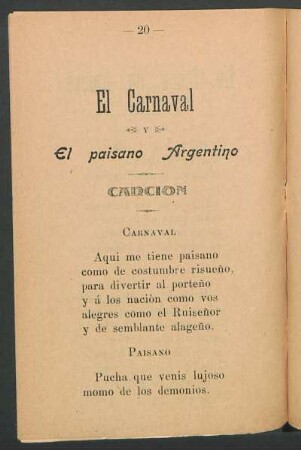 — 20 —
El Carnaval
Y
El paisano Argentino
CANCION
CARNAVAL
Aqui me tiene paisano
como de costumbre risueño,
para divertir al porteño
y á los nación como vos
alegres como el Ruiseñor
y de semblante alageño.
PAISANO
Pucha que venis lujoso
momo de los demonios.